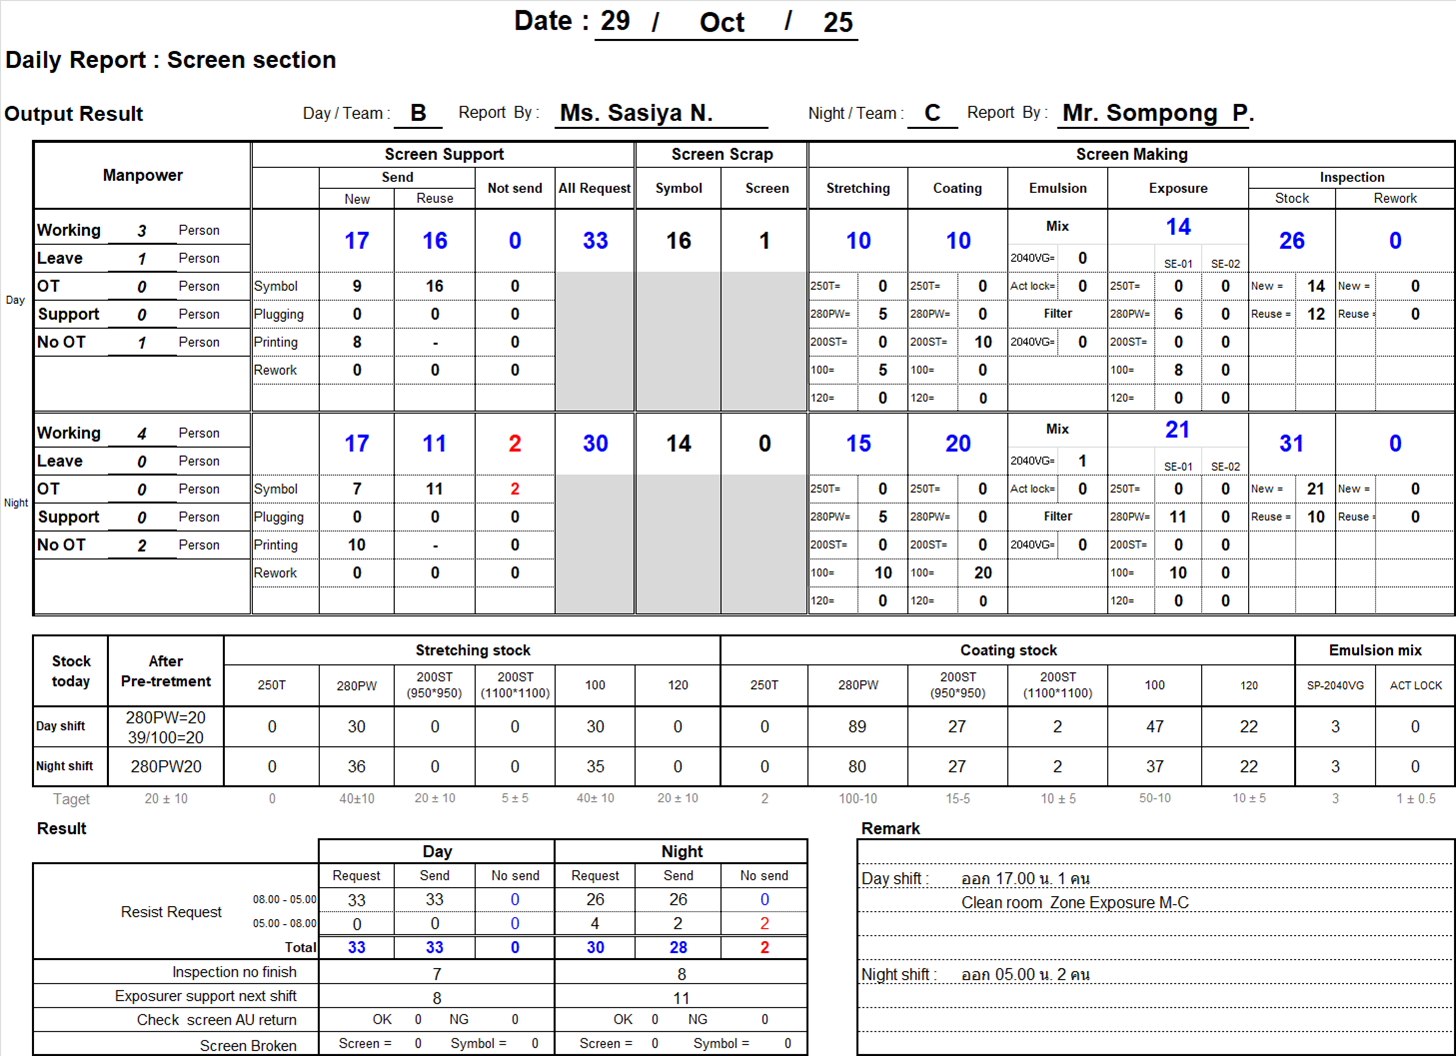 Date : 29 / Oct / 25
Daily Report : Screen section
Output Result Day / Team : B Report By : Ms. Sasiya N. Night / Team : C Report By : Mr. Sompong P.
Manpower Screen Support Screen Scrap Screen Making
Send Not send All Request Symbol Screen Stretching Coating Emulsion Exposure Inspection
New Reuse Stock Rework
Day
Working 3 Person 17 16 0 33 16 1 10 10 Mix 14 26 0
Leave 1 Person 2040VG= 0 SE-01 SE-02
OT 0 Person Symbol 9 16 0 250T= 0 250T= 0 Act lock= 0 250T= 0 0 New = 14 New = 0
Support 0 Person Plugging 0 0 0 280PW= 5 280PW= 0 Filter 280PW= 6 0 Reuse = 12 Reuse = 0
No OT 1 Person Printing 8 - 0 200ST= 0 200ST= 10 2040VG= 0 200ST= 0 0
Rework 0 0 0 100= 5 100= 0 100= 8 0
120= 0 120= 0 120= 0 0
Night
Working 4 Person 17 11 2 30 14 0 15 20 Mix 21 31 0
Leave 0 Person 2040VG= 1 SE-01 SE-02
OT 0 Person Symbol 7 11 2 250T= 0 250T= 0 Act lock= 0 250T= 0 0 New = 21 New = 0
Support 0 Person Plugging 0 0 0 280PW= 5 280PW= 0 Filter 280PW= 11 0 Reuse = 10 Reuse = 0
No OT 2 Person Printing 10 - 0 200ST= 0 200ST= 0 2040VG= 0 200ST= 0 0
Rework 0 0 0 100= 10 100= 20 100= 10 0
120= 0 120= 0 120= 0 0
Stock today After Pre-tretment Stretching stock Coating stock Emulsion mix
250T 280PW 200ST (950*950) 200ST (1100*1100) 100 120 250T 280PW 200ST (950*950) 200ST (1100*1100) 100 120 SP-2040VG ACT LOCK
Day shift 280PW=20 39/100=20 0 30 0 0 30 0 0 89 27 2 47 22 3 0
Night shift 280PW20 0 36 0 0 35 0 0 80 27 2 37 22 3 0
Taget 20 ± 10 0 40±10 20 ± 10 5 ± 5 40± 10 20 ± 10 2 100-10 15-5 10 ± 5 50-10 10 ± 5 3 1 ± 0.5
Result
Day Night
Request Send No send Request Send No send
Resist Request
08.00 - 05.00 33 33 0 26 26 0
05.00 - 08.00 0 0 0 4 2 2
Total 33 33 0 30 28 2
Inspection no finish 7 8
Exposurer support next shift 8 11
Check screen AU return OK 0 NG 0 OK 0 NG 0
Screen Broken Screen = 0 Symbol = 0 Screen = 0 Symbol = 0
Remark
Day shift : ออก 17.00 น. 1 คน
Clean room Zone Exposure M-C
Night shift : ออก 05.00 น. 2 คน